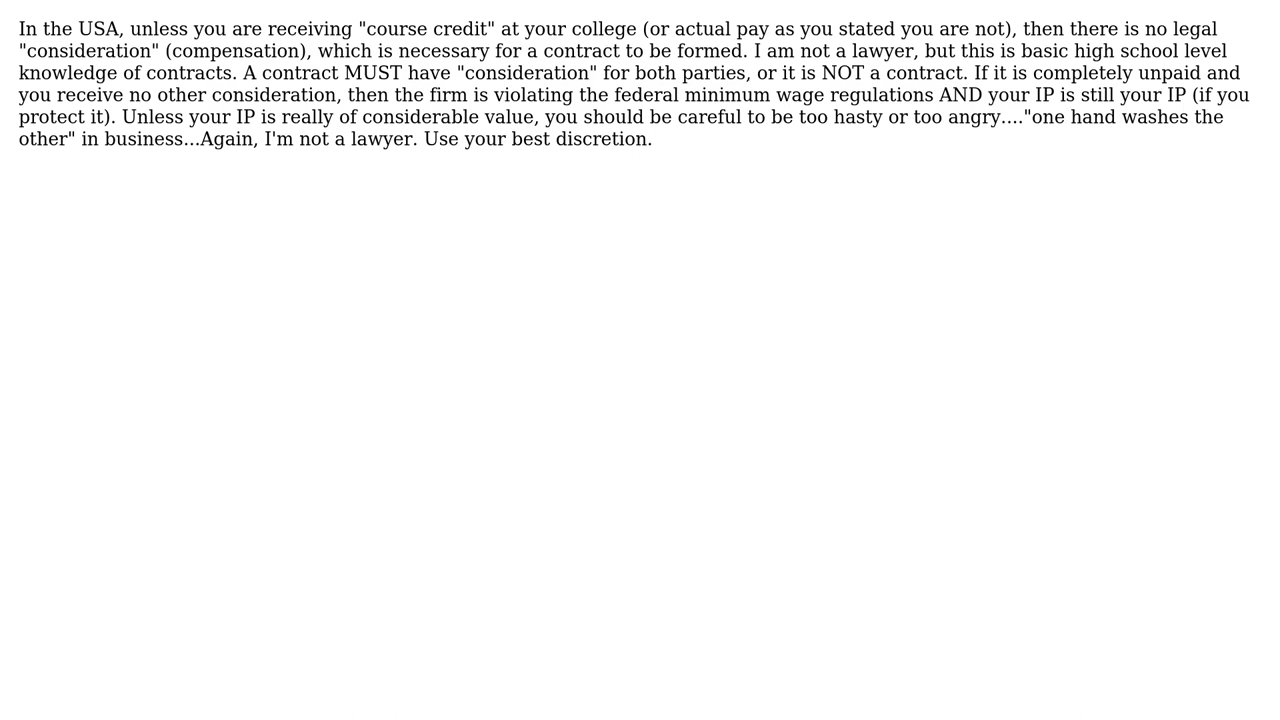 In the USA, unless you are receiving "course credit" at your college (or actual pay as you stated you are not), then there is no legal
"consideration" (compensation), which is necessary for a contract to be formed. I am not a lawyer, but this is basic high school level
knowledge of contracts. A contract MUST have "consideration" for both parties, or it is NOT a contract. If it is completely unpaid and
you receive no other consideration, then the firm is violating the federal minimum wage regulations AND your IP is still your IP (if you
protect it). Unless your IP is really of considerable value, you should be careful to be too hasty or too angry...."one hand washes the
other" in business...Again, I'm not a lawyer. Use your best discretion.